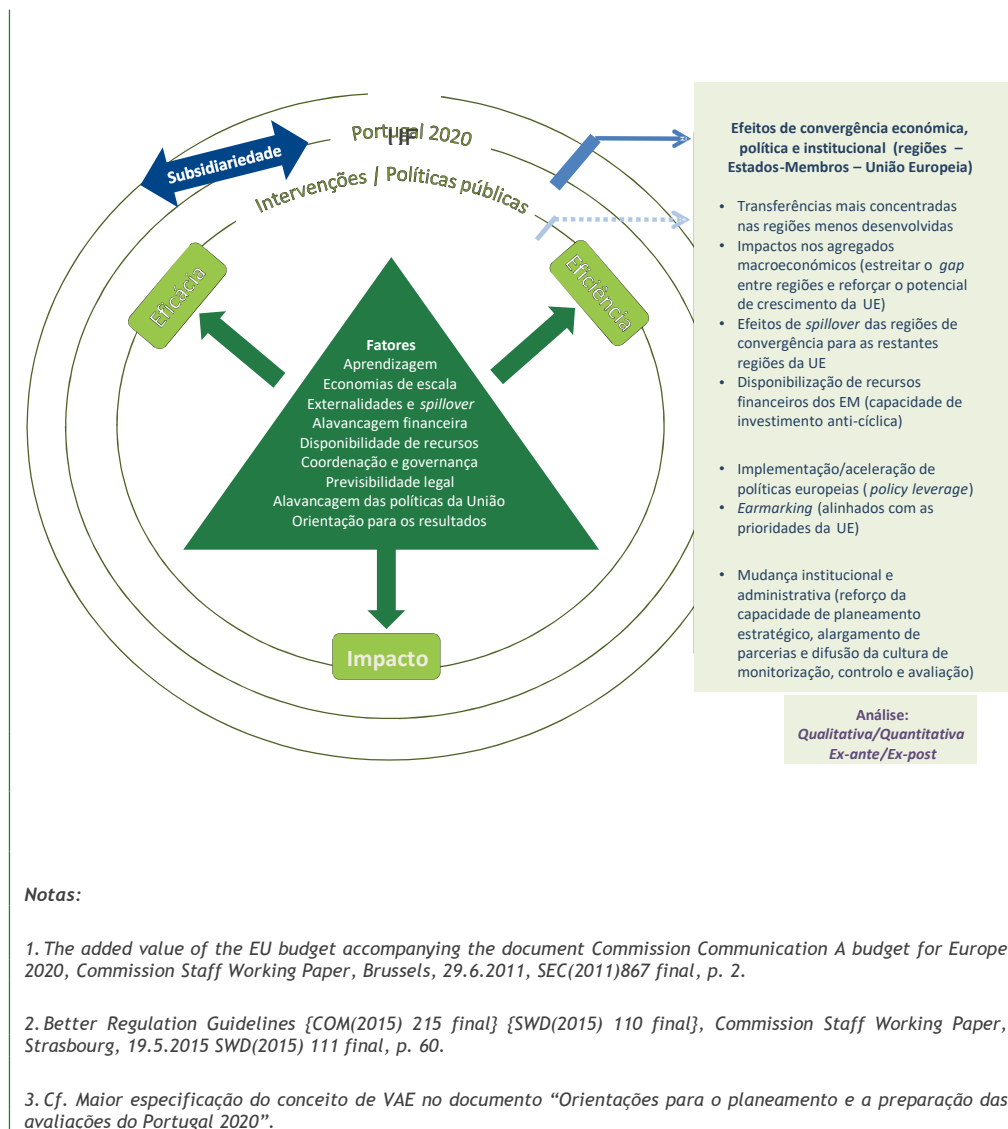 Portugal 2020
Subsidiariedade
Intervenções / Políticas públicas
Eficácia
Eficiência
Fatores
Aprendizagem
Economias de escala
Externalidades e spillover
Alavancagem financeira
Disponibilidade de recursos
Coordenação e governança
Previsibilidade legal
Alavancagem das políticas da União
Orientação para os resultados
Impacto
Efeitos de convergência económica,
política e institucional (regiões –
Estados-Membros – União Europeia)
• Transferências mais concentradas
nas regiões menos desenvolvidas
• Impactos nos agregados
macroeconómicos (estreitar o gap
entre regiões e reforçar o potencial
de crescimento da UE)
• Efeitos de spillover das regiões de
convergência para as restantes
regiões da UE
• Disponibilização de recursos
financeiros dos EM (capacidade de
investimento anti-cíclica)
• Implementação/aceleração de
políticas europeias (policy leverage)
• Earmarking (alinhados com as
prioridades da UE)
• Mudança institucional e
administrativa (reforço da
capacidade de planeamento
estratégico, alargamento de
parcerias e difusão da cultura de
monitorização, controlo e avaliação)
Análise:
Qualitativa/Quantitativa
Ex-ante/Ex-post
Notas:
1. The added value of the EU budget accompanying the document Commission Communication A budget for Europe
2020, Commission Staff Working Paper, Brussels, 29.6.2011, SEC(2011)867 final, p. 2.
2. Better Regulation Guidelines {COM(2015) 215 final} {SWD(2015) 110 final}, Commission Staff Working Paper,
Strasbourg, 19.5.2015 SWD(2015) 111 final, p. 60.
3. Cf. Maior especificação do conceito de VAE no documento “Orientações para o planeamento e a preparação das
avaliações do Portugal 2020”.